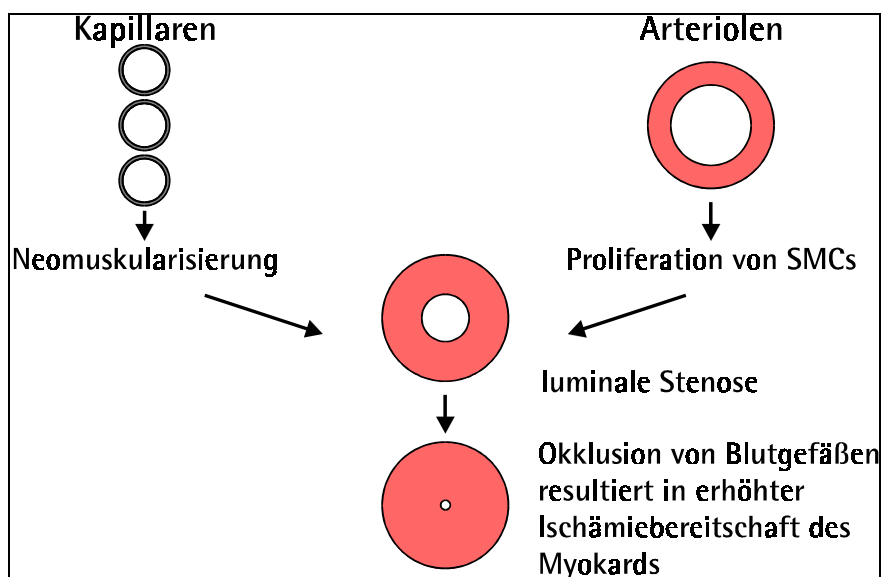 Kapillaren
Arteriolen
Neomuskularisierung
Proliferation von SMCs
luminale Stenose
Okklusion von Blutgefäßen
resultiert in erhöhter
Ischämiebereitschaft des
Myokards